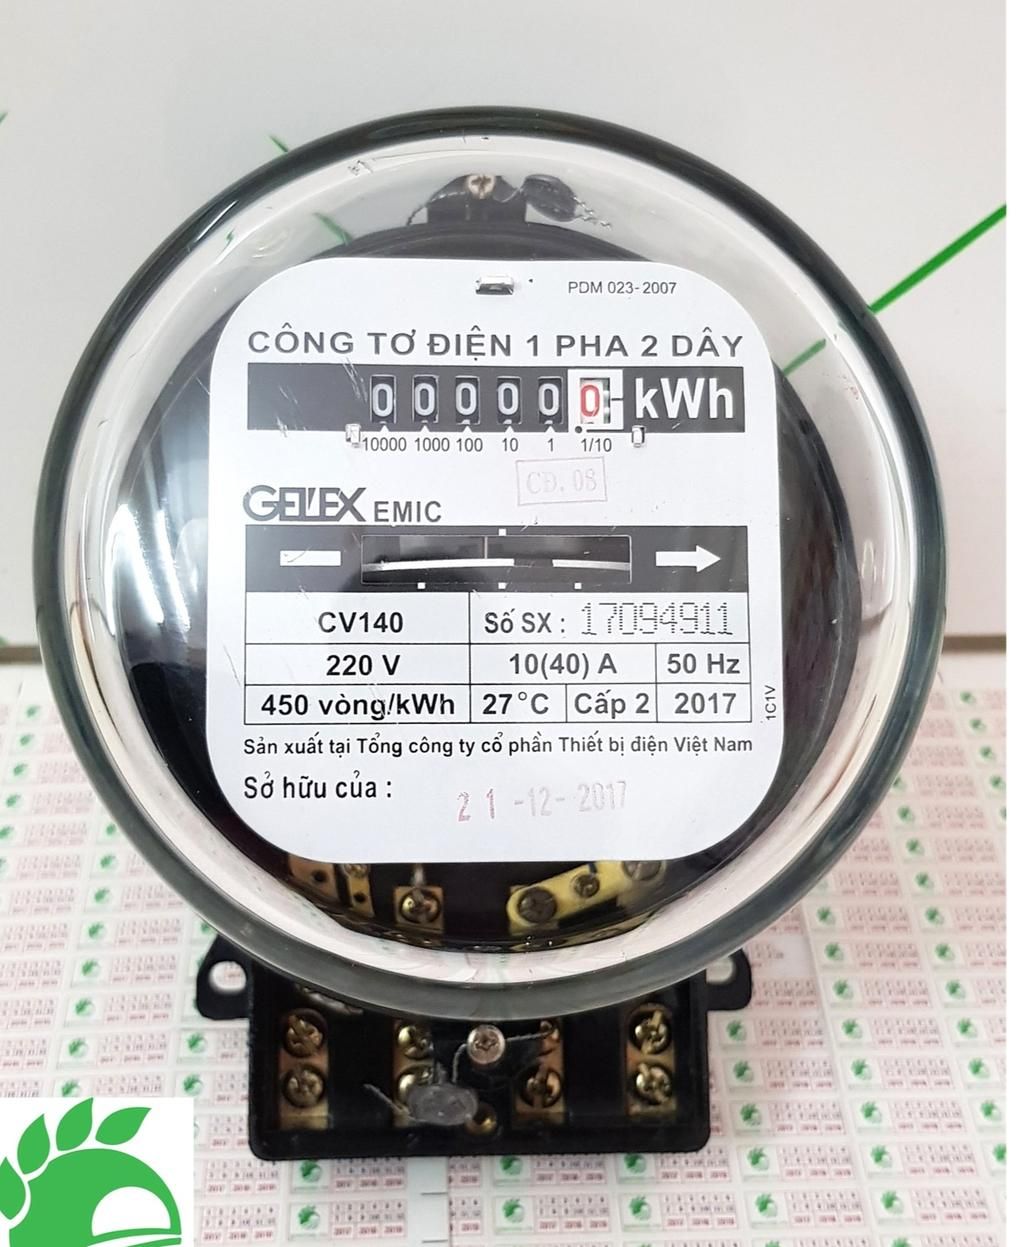 PDM 023-2007
CÔNG TƠ ĐIỆN 1 PHA 2 DÂY
0 0 0 0 0 0 kWh
10000 1000 100 10 1 1/10
CĐ. 08
GELEX EMIC
CV140 Số SX : 17094911
220 V 10(40) A 50 Hz
450 vòng/kWh 27°C Cấp 2 2017
1C1V
Sản xuất tại Tổng công ty cổ phần Thiết bị điện Việt Nam
Sở hữu của :
21-12-2017